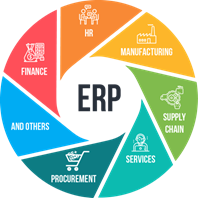 HR
MANUFACTURING
SUPPLY
CHAIN
SERVICES
PROCUREMENT
AND OTHERS
FINANCE
ERP